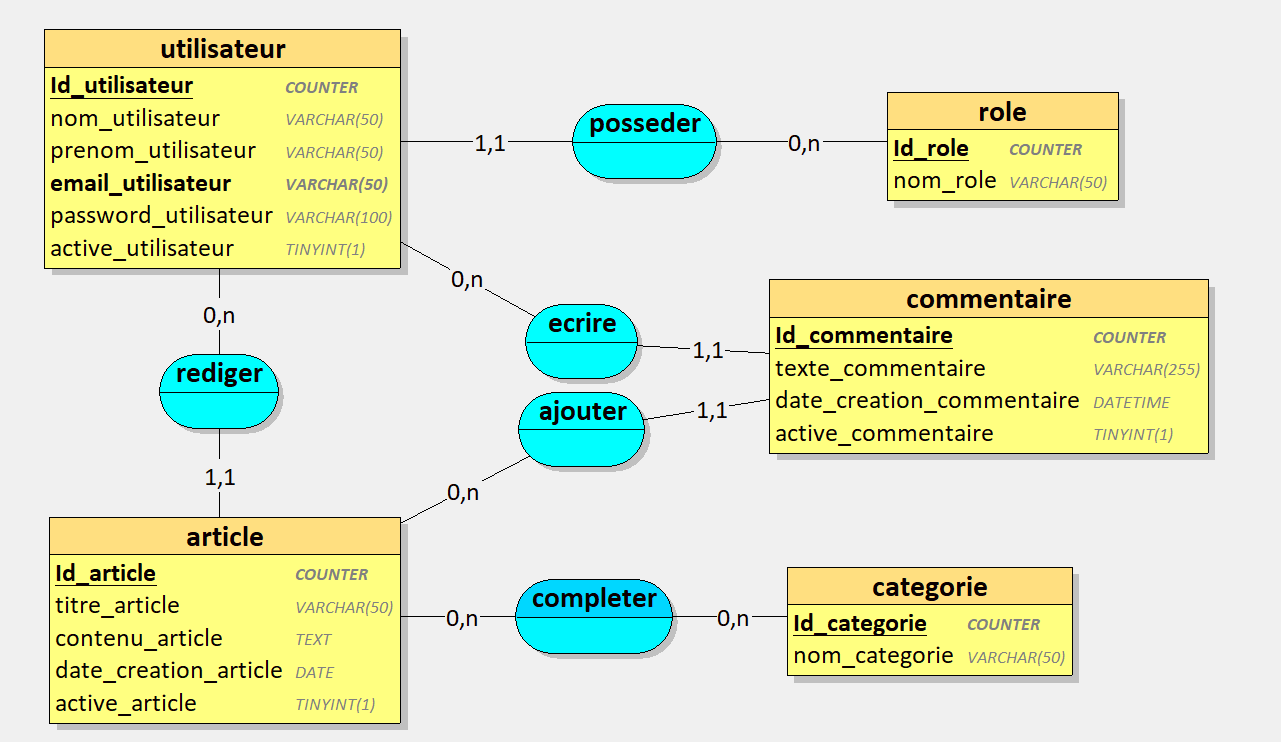 utilisateur
Id_utilisateur COUNTER
nom_utilisateur VARCHAR(50)
prenom_utilisateur VARCHAR(50)
email_utilisateur VARCHAR(50)
password_utilisateur VARCHAR(100)
active_utilisateur TINYINT(1)
1,1
posseder
0,n
role
Id_role COUNTER
nom_role VARCHAR(50)
0,n
ecrire
1,1
commentaire
Id_commentaire COUNTER
texte_commentaire VARCHAR(255)
date_creation_commentaire DATETIME
active_commentaire TINYINT(1)
0,n
rediger
1,1
ajouter
1,1
0,n
article
Id_article COUNTER
titre_article VARCHAR(50)
contenu_article TEXT
date_creation_article DATE
active_article TINYINT(1)
0,n
completer
0,n
categorie
Id_categorie COUNTER
nom_categorie VARCHAR(50)